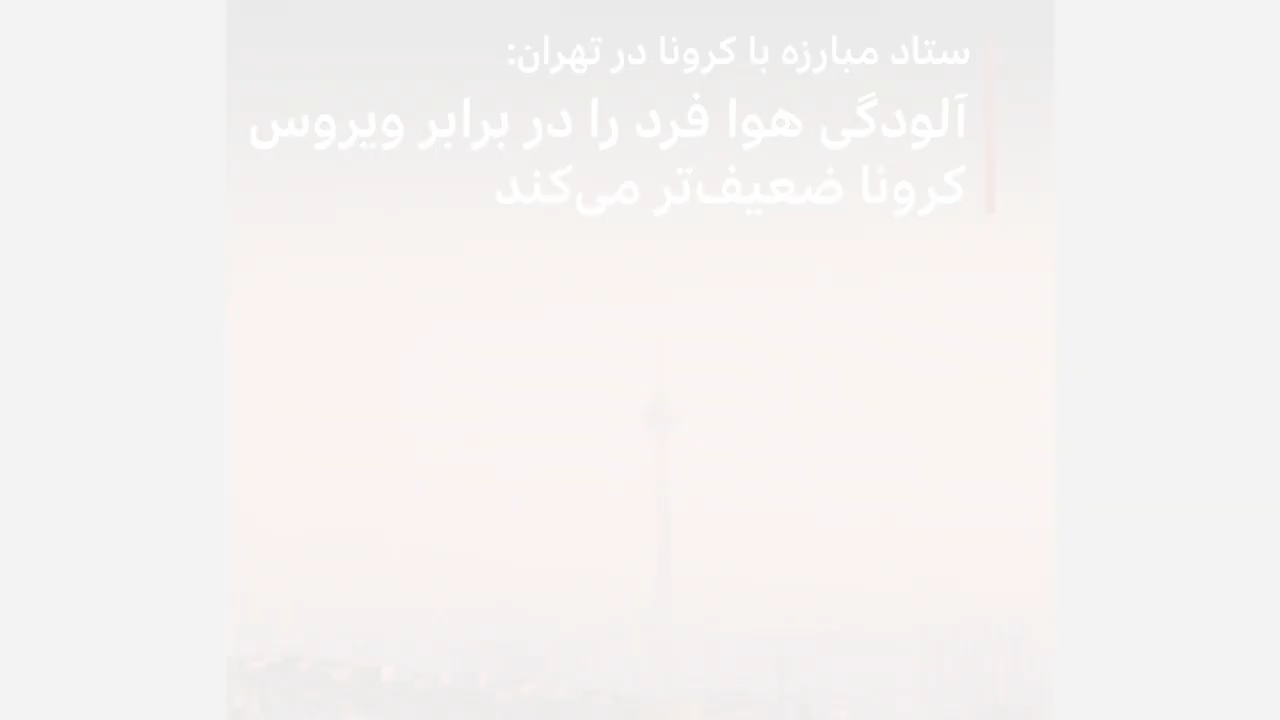 ستاد مبارزه با کرونا در تهران:
آلودگی هوا فرد را در برابر ویروس
کرونا ضعیف‌تر می‌کند